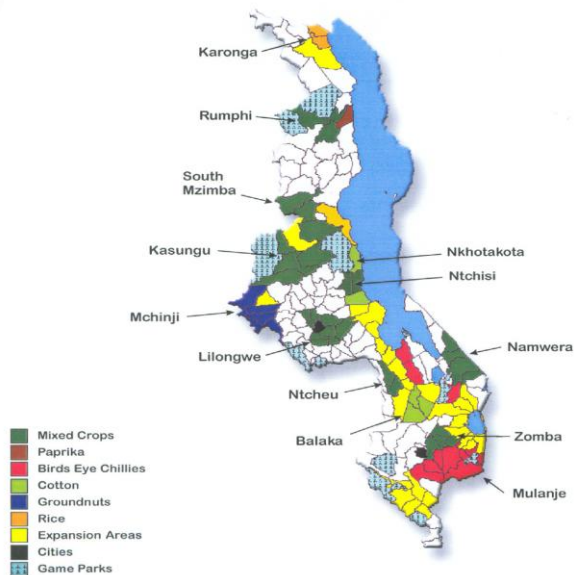 Karonga
Rumphi
South
Mzimba
Kasungu
Nkhotakota
Ntchisi
Mchinji
Lilongwe
Namwera
Ntcheu
Balaka
Zomba
Mulanje
Mixed Crops
Paprika
Birds Eye Chillies
Cotton
Groundnuts
Rice
Expansion Areas
Cities
Game Parks